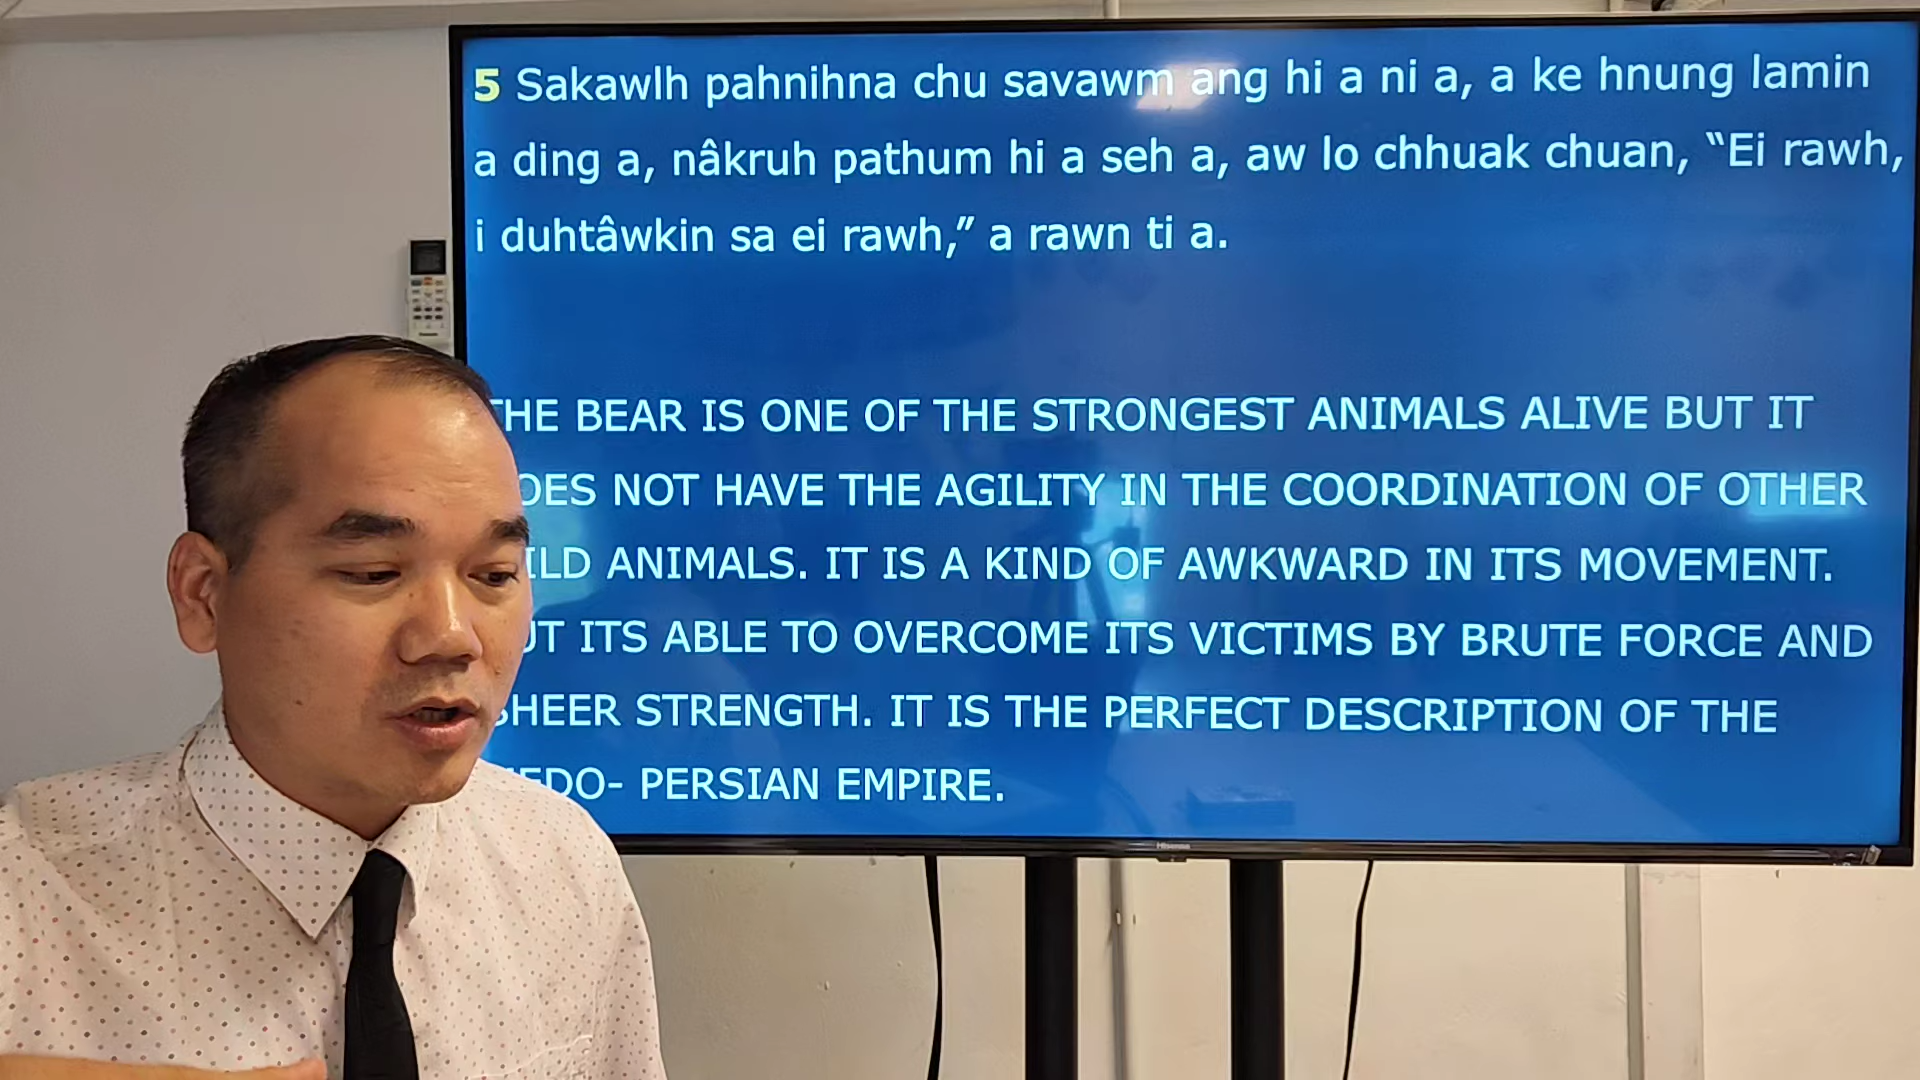 5 Sakawlh pahnihna chu savawm ang hi a ni a, a ke hnung lamin
a ding a, nâkruh pathum hi a seh a, aw lo chhuak chuan, “Ei rawh,
i duhtâwkin sa ei rawh,” a rawn ti a.
THE BEAR IS ONE OF THE STRONGEST ANIMALS ALIVE BUT IT
NOT HAVE THE AGILITY IN THE COORDINATION OF OTHER
ANIMALS. IT IS A KIND OF AWKWARD IN ITS MOVEMENT.
ITS ABLE TO OVERCOME ITS VICTIMS BY BRUTE FORCE AND
SHEER STRENGTH. IT IS THE PERFECT DESCRIPTION OF THE
PERSIAN EMPIRE.
Hisense